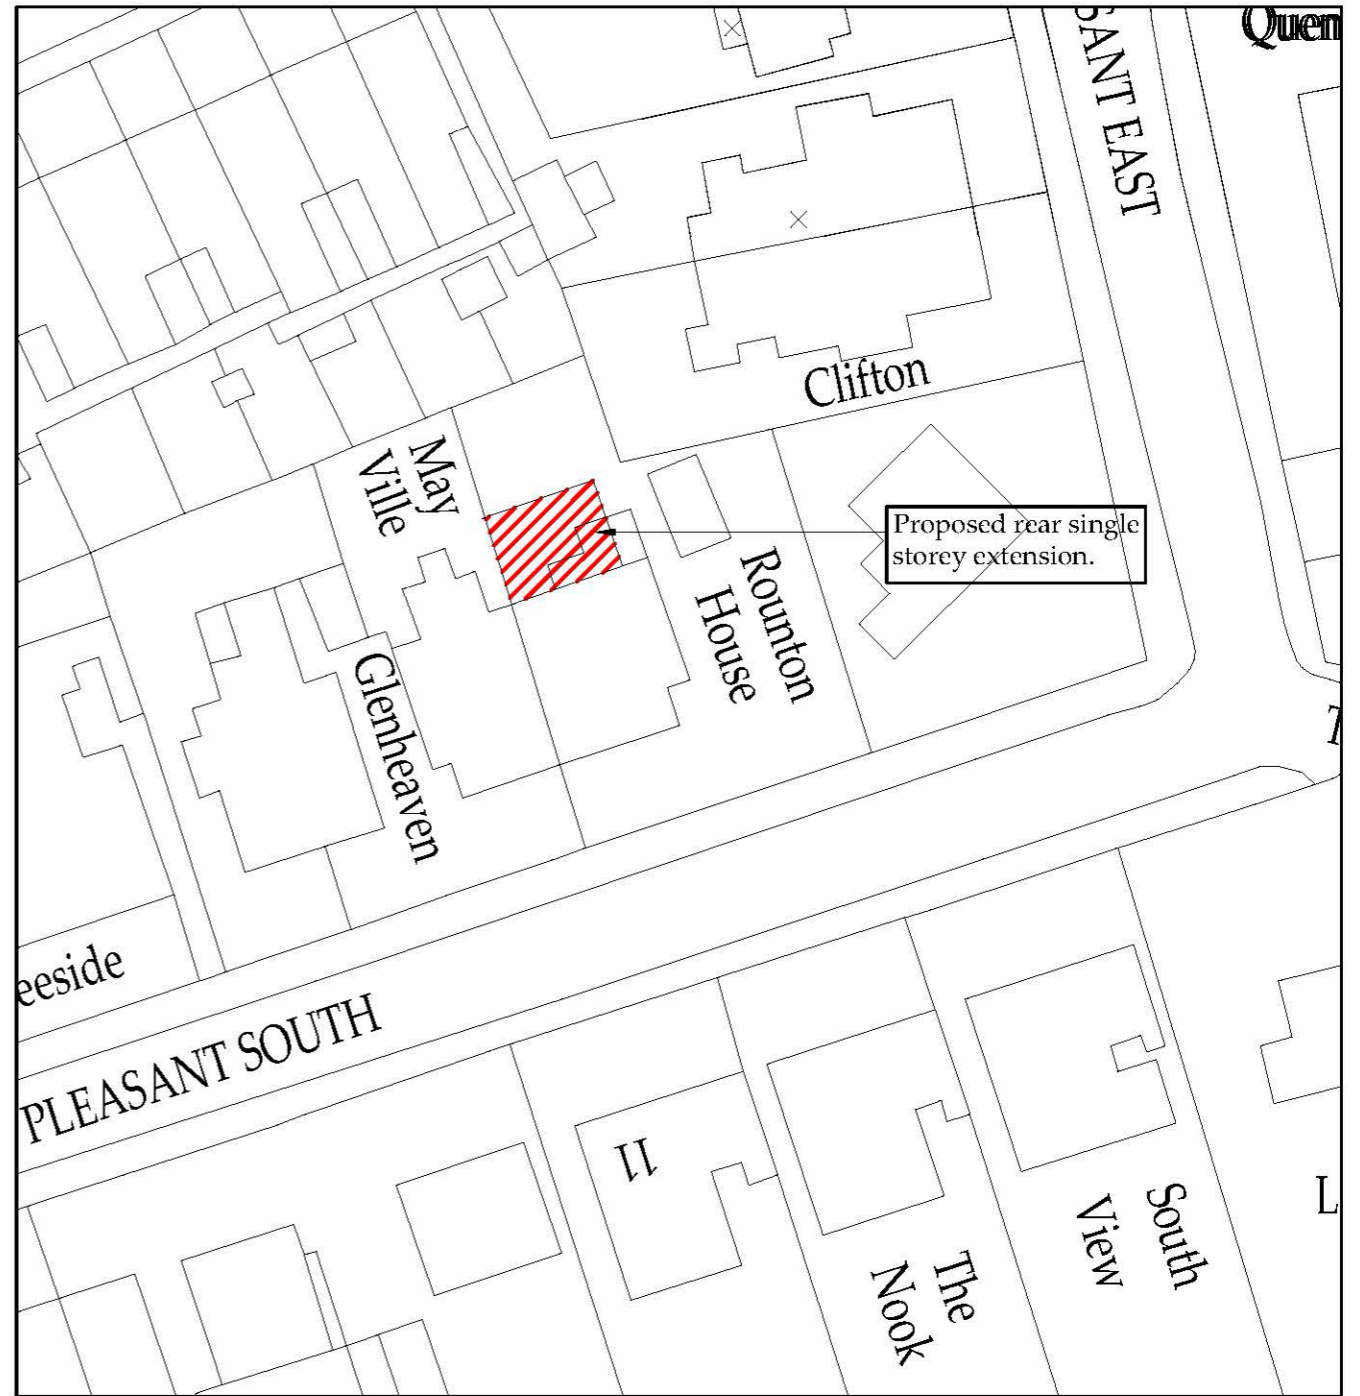 Quen
SANT EAST
Clifton
May
Ville
Proposed rear single
storey extension.
Rounton
House
Glenheaven
eeside
PLEASANT SOUTH
11
South
View
The
Nook
L